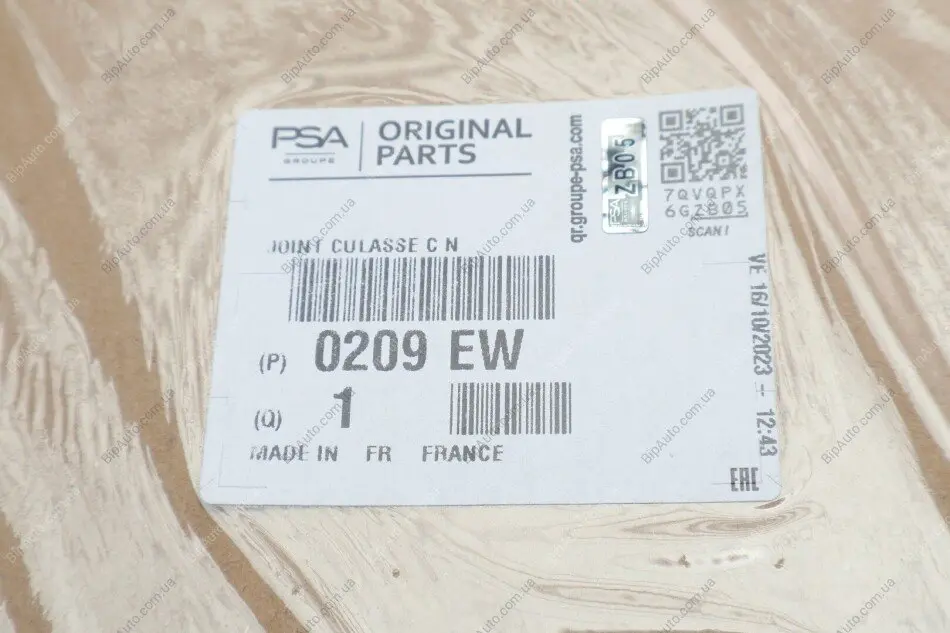 PSA
GROUPE
ORIGINAL
PARTS
qr.groupe-psa.com
ZB05
7QVQPX
6GZB05
SCAN!
JOINT CULASSE C N
(P) 0209 EW
(Q) 1
MADE IN FR FRANCE
VE 16/10/2023 - 12:43
EAC
BipAuto.com.ua